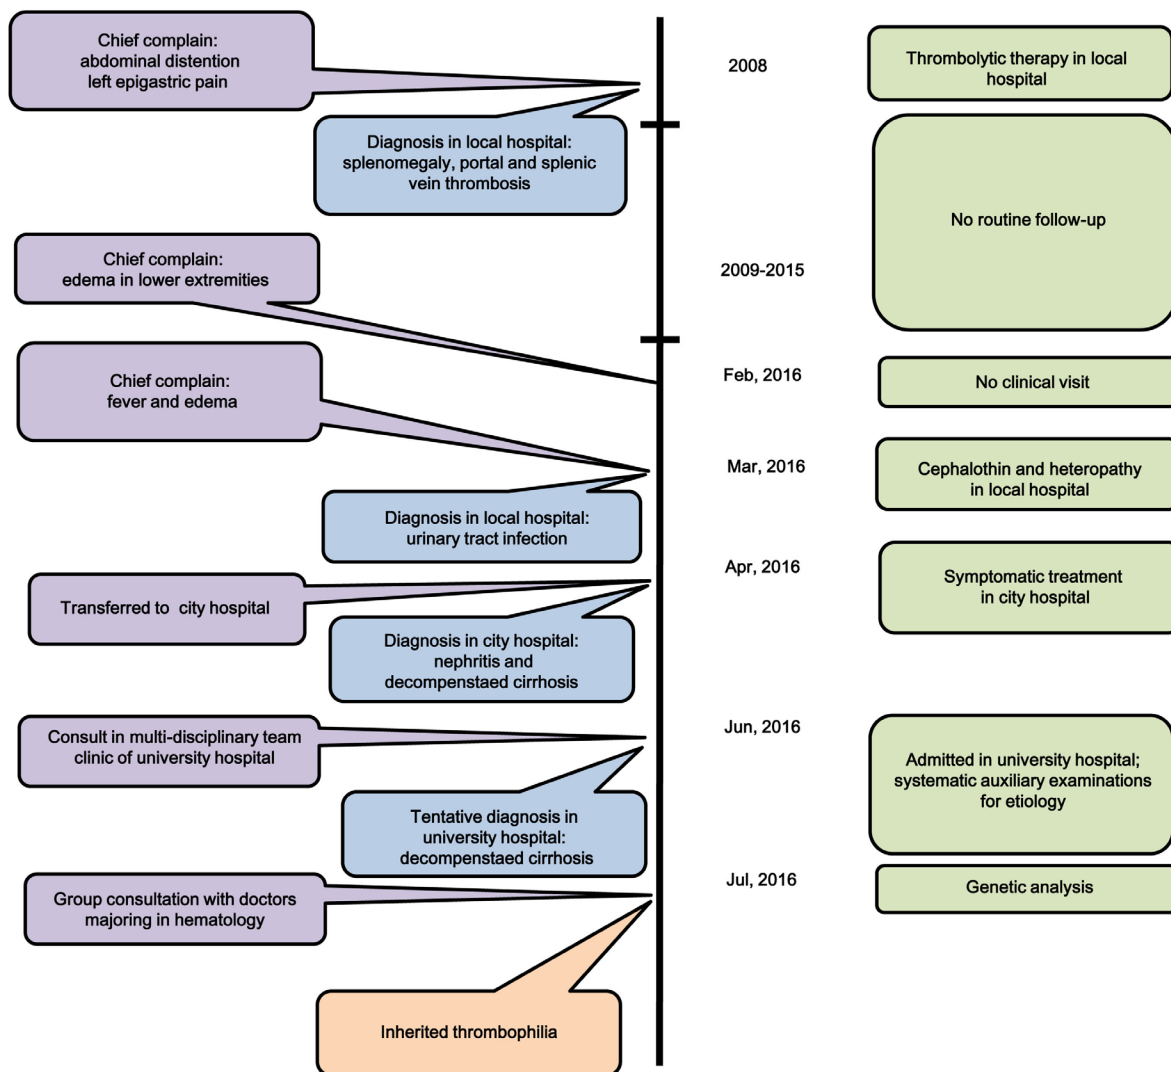 Chief complain:
abdominal distention
left epigastric pain
2008
Thrombolytic therapy in local
hospital
Diagnosis in local hospital:
splenomegaly, portal and splenic
vein thrombosis
No routine follow-up
Chief complain:
edema in lower extremities
2009-2015
Chief complain:
fever and edema
Feb, 2016
No clinical visit
Mar, 2016
Cephalothin and heteropathy
in local hospital
Diagnosis in local hospital:
urinary tract infection
Apr, 2016
Symptomatic treatment
in city hospital
Transferred to city hospital
Diagnosis in city hospital:
nephritis and
decompenstaed cirrhosis
Consult in multi-disciplinary team
clinic of university hospital
Jun, 2016
Admitted in university hospital;
systematic auxiliary examinations
for etiology
Tentative diagnosis in
university hospital:
decompenstaed cirrhosis
Group consultation with doctors
majoring in hematology
Jul, 2016
Genetic analysis
Inherited thrombophilia